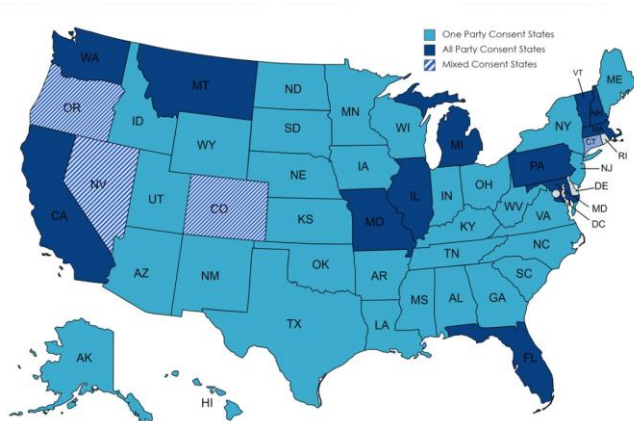 One Party Consent States
All Party Consent States
Mixed Consent States
WA
MT
ND
MN
VT
ME
OR
ID
SD
WI
NY
NH
WY
MI
MA
CT
RI
NV
NE
IA
PA
NJ
CA
UT
CO
IL
IN
OH
DE
KS
MO
WV
VA
MD
KY
DC
AZ
NM
OK
AR
TN
NC
SC
MS
AL
GA
TX
LA
FL
AK
HI